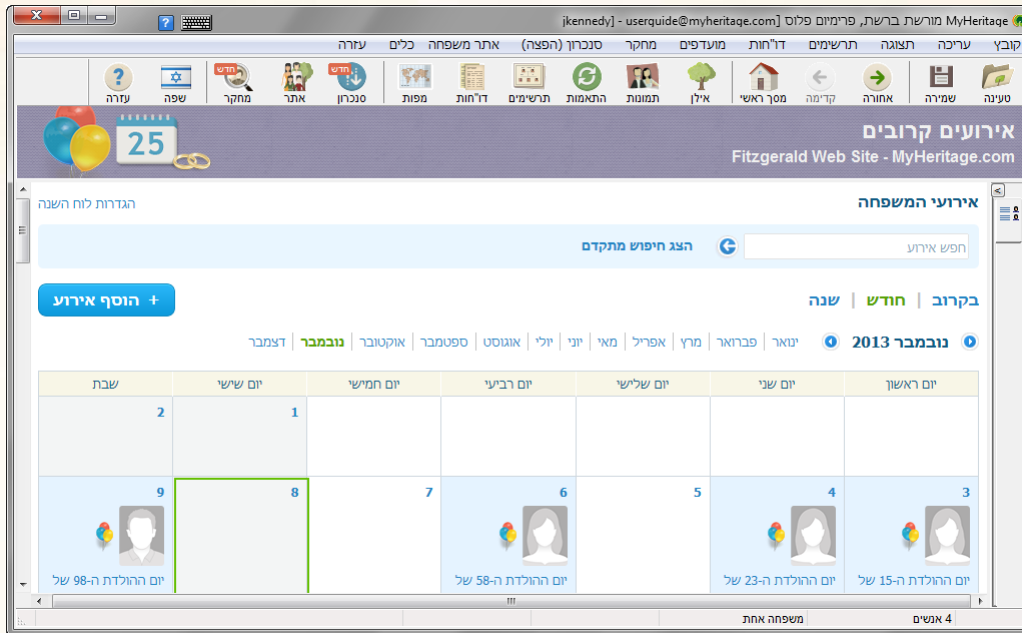 MyHeritage מורשת ברשת, פרימיום פלוס [jkennedy] - userguide@myheritage.com]
קובץ עריכה תצוגה תרשימים דו"חות מועדפים מחקר סנכרון (הפצה) אתר משפחה כלים עזרה
טעינה שמירה אחורה קדימה מסך ראשי אילן תמונות התאמות תרשימים דו"חות מפות סנכרון אתר מחקר שפה עזרה
חדש חדש
אירועים קרובים
25
Fitzgerald Web Site - MyHeritage.com
אירועי המשפחה
הגדרות לוח השנה
חפש אירוע
הצג חיפוש מתקדם
בקרוב | חודש | שנה
+ הוסף אירוע
נובמבר 2013
ינואר | פברואר | מרץ | אפריל | מאי | יוני | יולי | אוגוסט | ספטמבר | אוקטובר | נובמבר | דצמבר
יום ראשון יום שני יום שלישי יום רביעי יום חמישי יום שישי שבת
1 2
3 4 5 6 7 8 9
יום ההולדת ה-15 של יום ההולדת ה-23 של יום ההולדת ה-58 של יום ההולדת ה-98 של
4 אנשים משפחה אחת